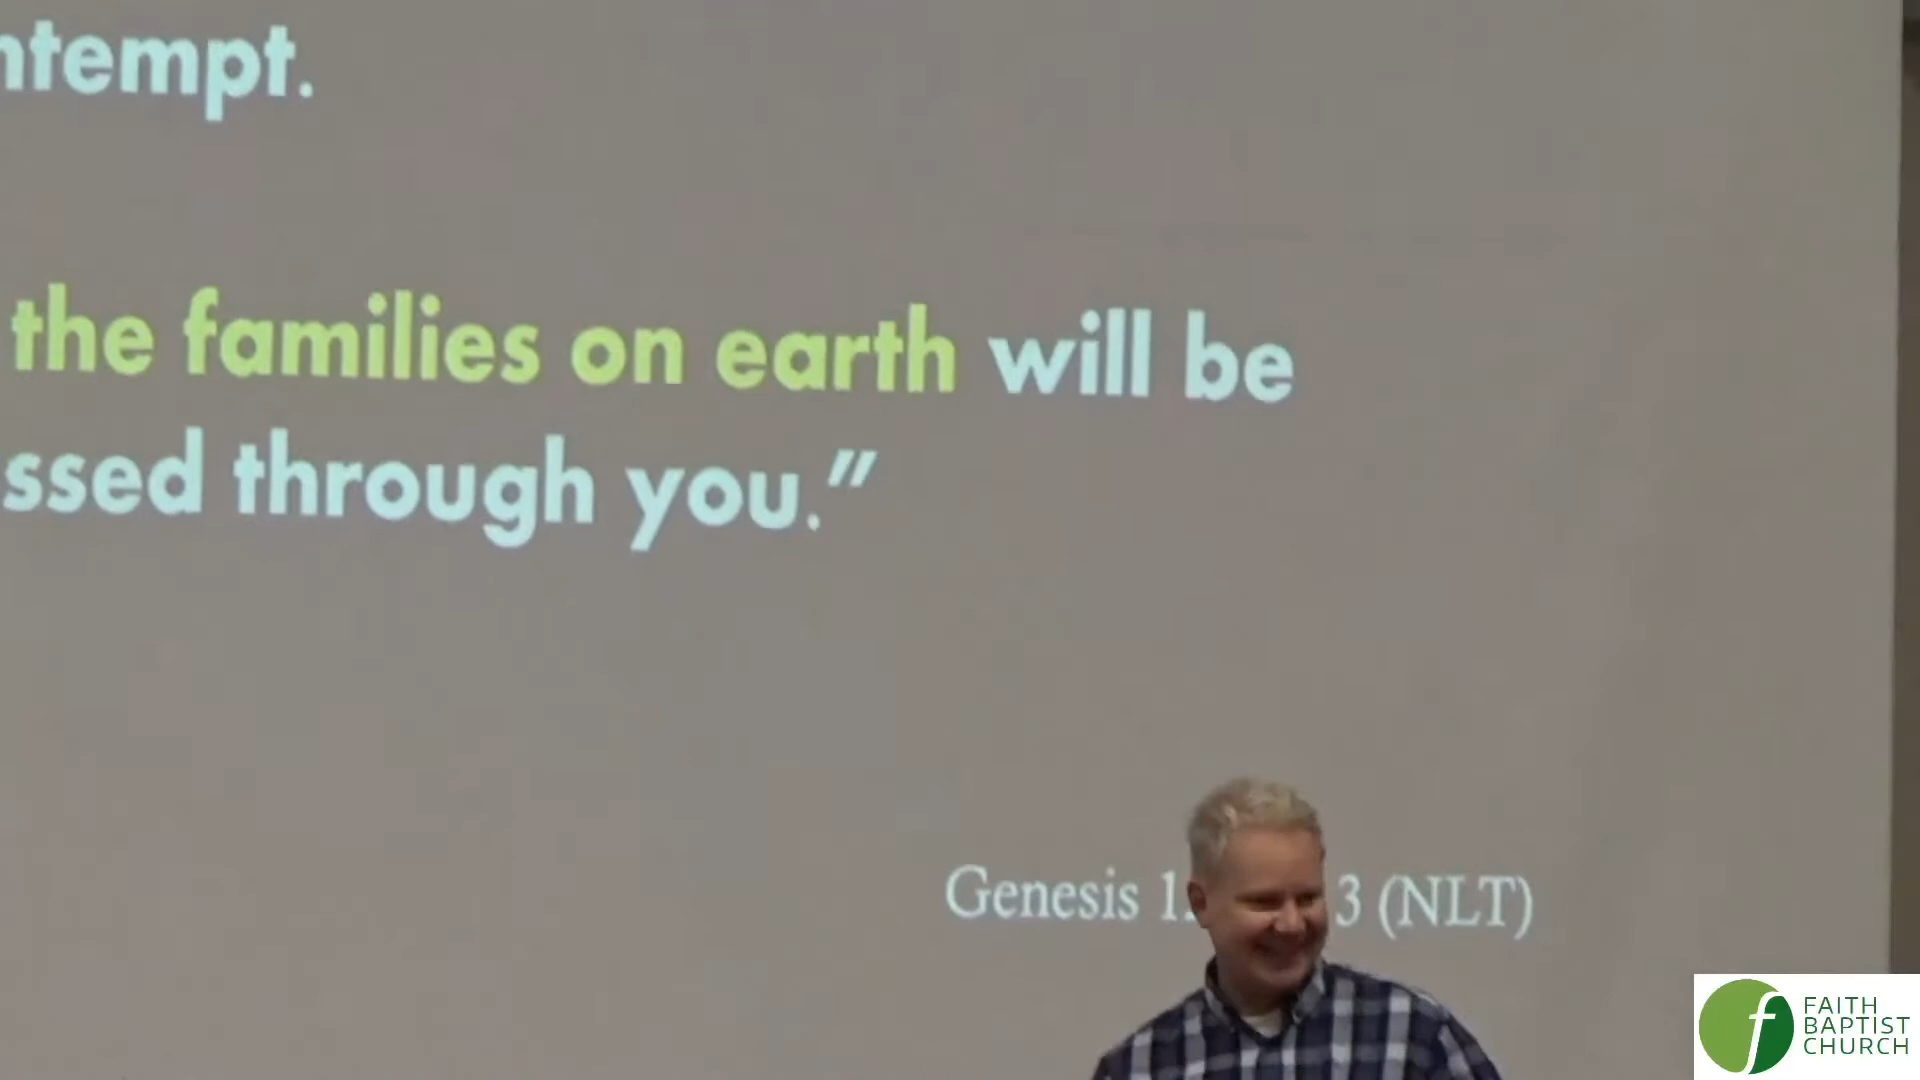 ntempt.
the families on earth will be
ssed through you.”
Genesis 1 3 (NLT)
FAITH
BAPTIST
CHURCH